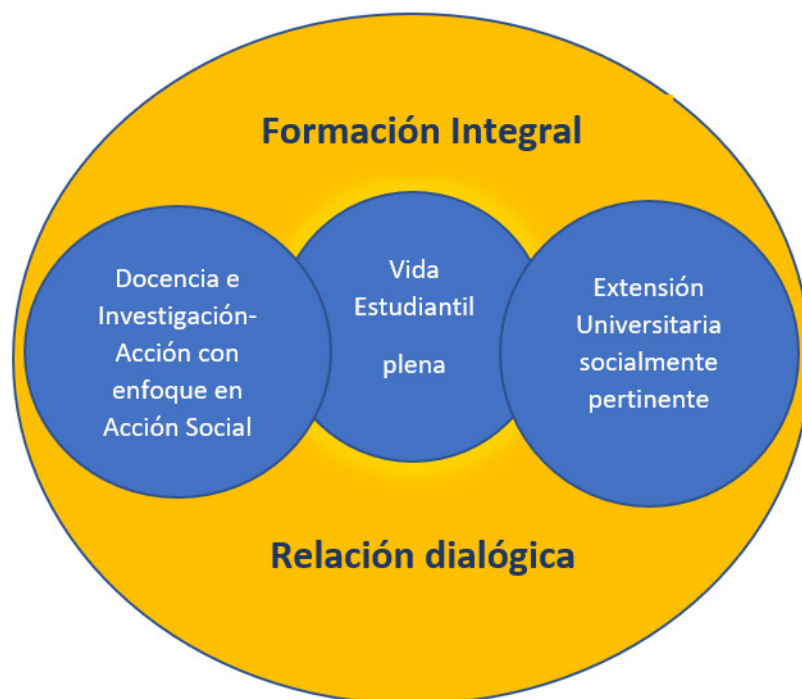 Formación Integral
Docencia e
Investigación-
Acción con
enfoque en
Acción Social
Vida
Estudiantil
plena
Extensión
Universitaria
socialmente
pertinente
Relación dialógica